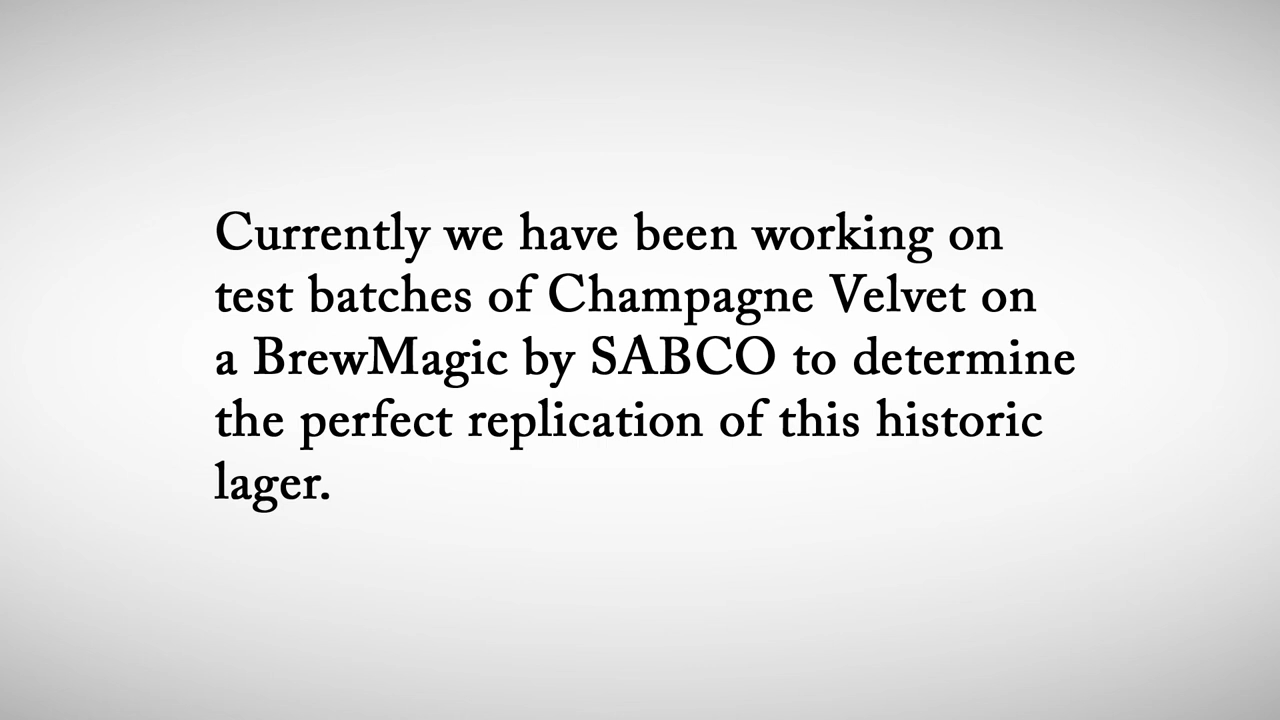 Currently we have been working on
test batches of Champagne Velvet on
a BrewMagic by SABCO to determine
the perfect replication of this historic
lager.